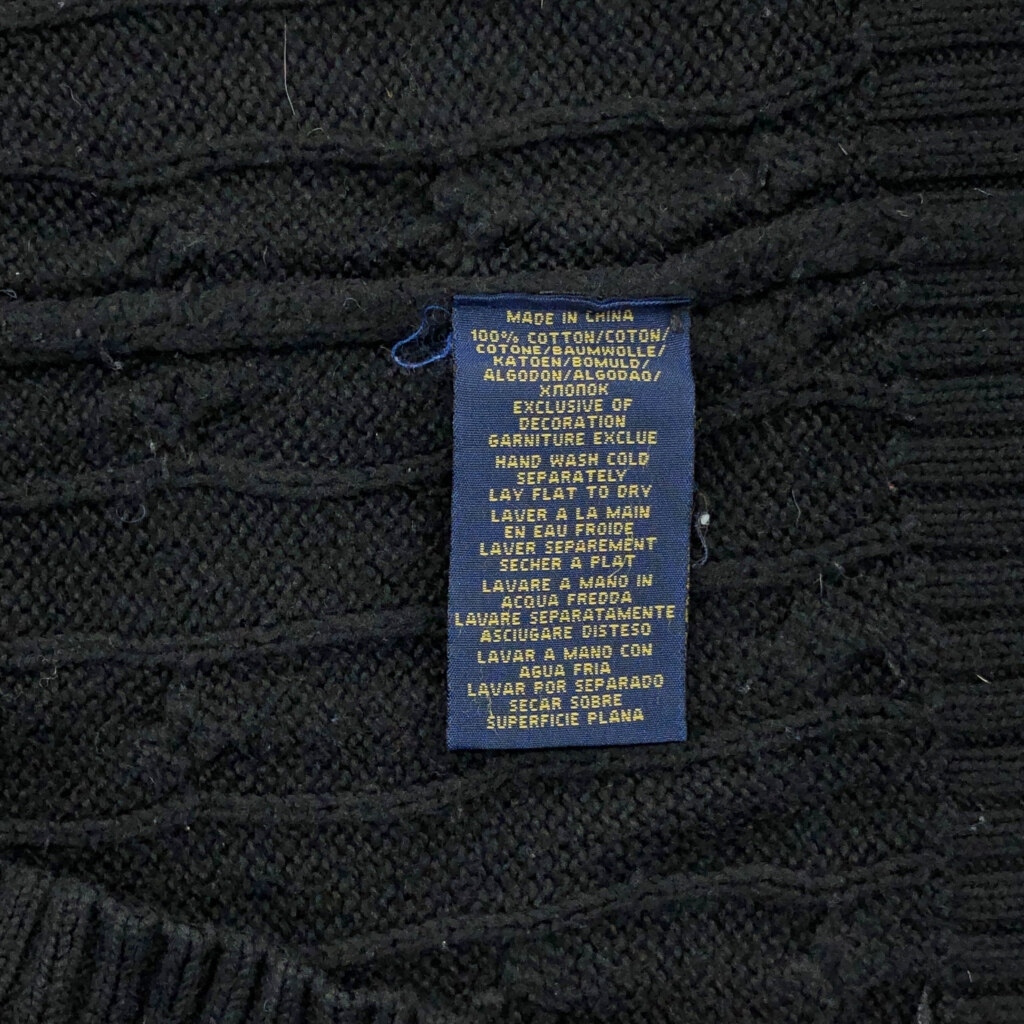 MADE IN CHINA
100% COTTON/COTON/
COTONE/BAUMWOLLE/
KATOEN/BOMULD/
ALGODON/ALGODAO/
ХЛОПОК
EXCLUSIVE OF
DECORATION
GARNITURE EXCLUE
HAND WASH COLD
SEPARATELY
LAY FLAT TO DRY
LAVER A LA MAIN
EN EAU FROIDE
LAVER SEPAREMENT
SECHER A PLAT
LAVARE A MANO IN
ACQUA FREDDA
LAVARE SEPARATAMENTE
ASCIUGARE DISTESO
LAVAR A MANO CON
AGUA FRIA
LAVAR POR SEPARADO
SECAR SOBRE
SUPERFICIE PLANA